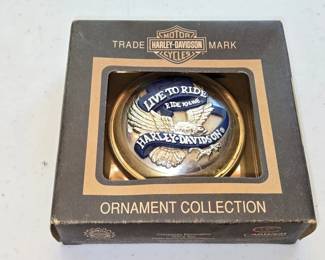 MOTOR
TRADE HARLEY-DAVIDSON MARK
CYCLES
LIVE TO RIDE
RIDE TO LIVE
HARLEY-DAVIDSON
ORNAMENT COLLECTION